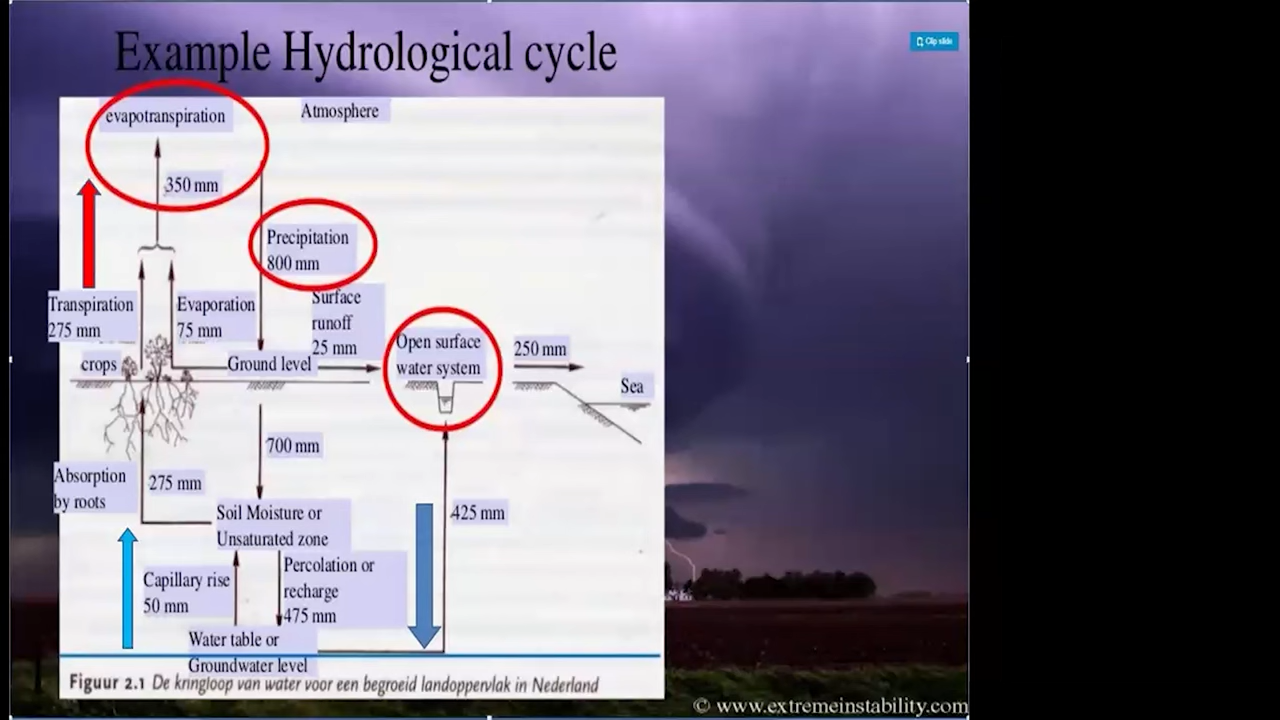 Example Hydrological cycle
Clip slide
evapotranspiration
Atmosphere
350 mm
Precipitation
800 mm
Transpiration
275 mm
Evaporation
75 mm
Surface
runoff
25 mm
Open surface
water system
250 mm
crops
Ground level
Sea
700 mm
Absorption
by roots
275 mm
Soil Moisture or
Unsaturated zone
425 mm
Capillary rise
50 mm
Percolation or
recharge
475 mm
Water table or
Groundwater level
Figuur 2.1 De kringloop van water voor een begroeid landoppervlak in Nederland
© www.extremeinstability.com